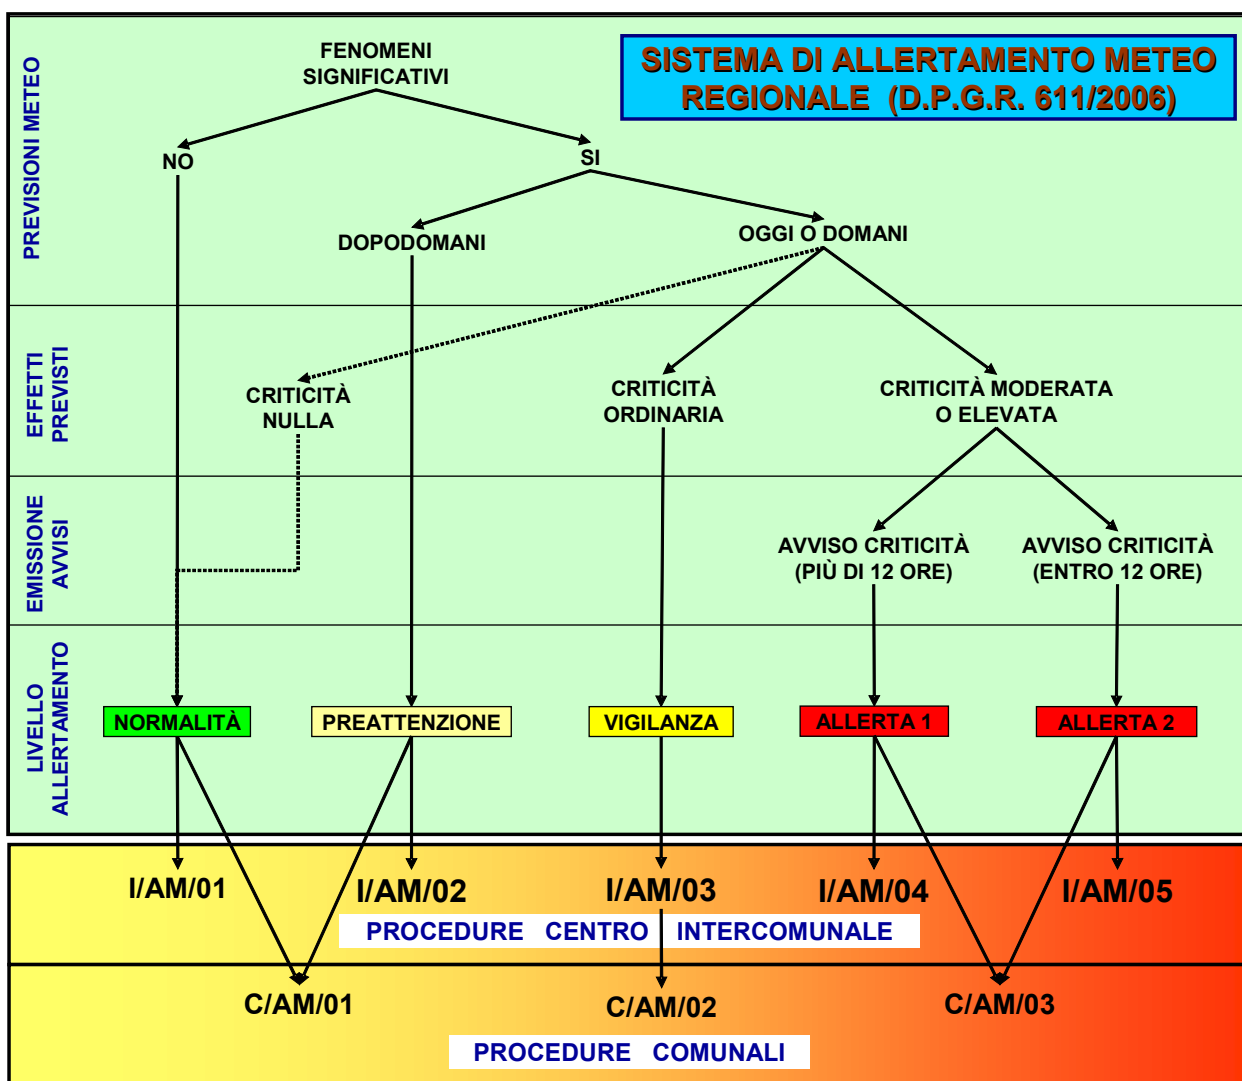 SISTEMA DI ALLERTAMENTO METEO
REGIONALE (D.P.G.R. 611/2006)
PREVISIONI METEO
FENOMENI
SIGNIFICATIVI
NO
SI
DOPODOMANI
OGGI O DOMANI
EFFETTI
PREVISTI
CRITICITÀ
NULLA
CRITICITÀ
ORDINARIA
CRITICITÀ MODERATA
O ELEVATA
EMISSIONE
AVVISI
AVVISO CRITICITÀ
(PIÙ DI 12 ORE)
AVVISO CRITICITÀ
(ENTRO 12 ORE)
LIVELLO
ALLERTAMENTO
NORMALITÀ
PREATTENZIONE
VIGILANZA
ALLERTA 1
ALLERTA 2
I/AM/01
I/AM/02
I/AM/03
I/AM/04
I/AM/05
PROCEDURE CENTRO INTERCOMUNALE
C/AM/01
C/AM/02
C/AM/03
PROCEDURE COMUNALI